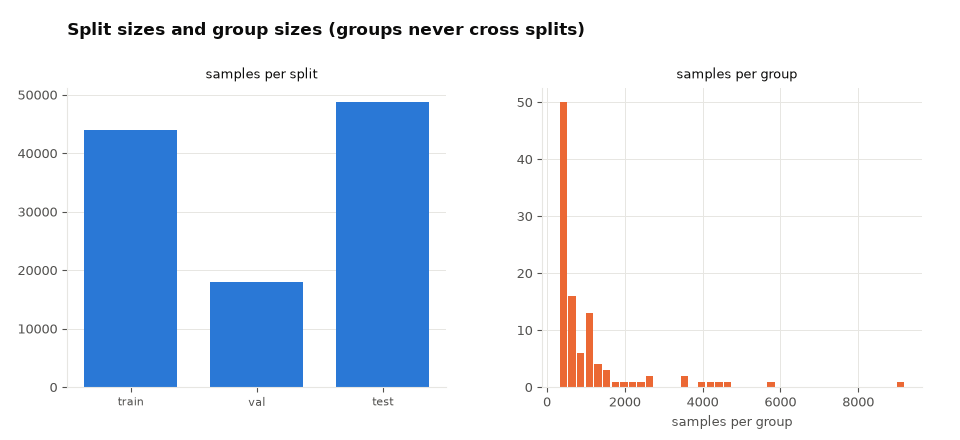 Split sizes and group sizes (groups never cross splits)
samples per split
50000
40000
30000
20000
10000
0
train val test
samples per group
50
40
30
20
10
0
0 2000 4000 6000 8000
samples per group